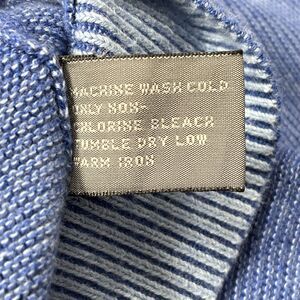 MACHINE WASH COLD
ONLY NON-
CHLORINE BLEACH
TUMBLE DRY LOW
WARM IRON